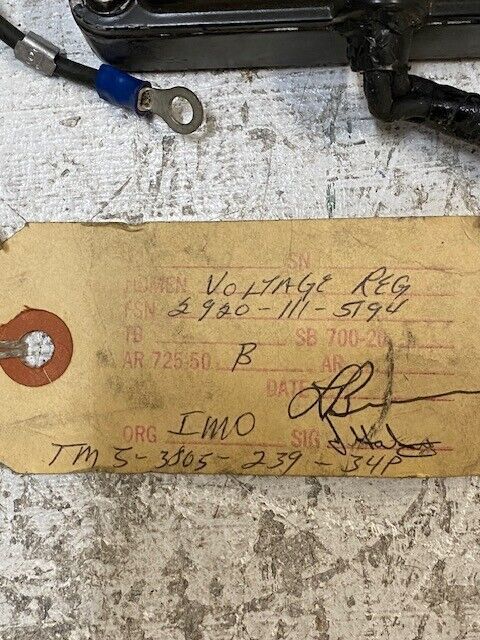 SN
NOMEN VOLTAGE REG
FSN 2920-111-5194
TB SB 700-20
AR 725-50 B AR
DATE
ORG IMO SIG
TM 5-3805-239-34P